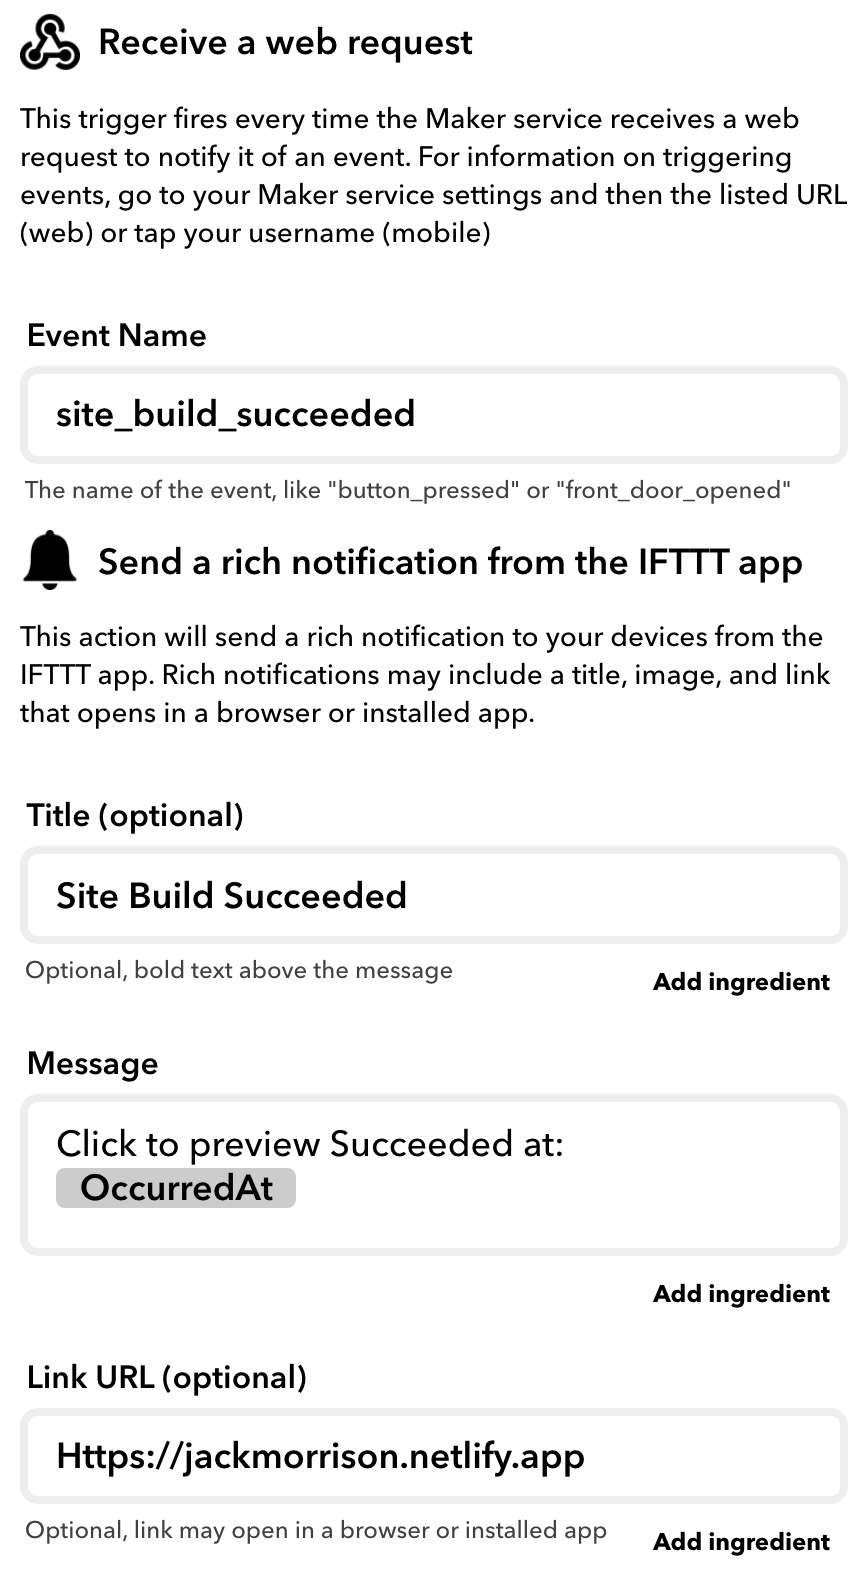 Receive a web request
This trigger fires every time the Maker service receives a web
request to notify it of an event. For information on triggering
events, go to your Maker service settings and then the listed URL
(web) or tap your username (mobile)
Event Name
site_build_succeeded
The name of the event, like "button_pressed" or "front_door_opened"
Send a rich notification from the IFTTT app
This action will send a rich notification to your devices from the
IFTTT app. Rich notifications may include a title, image, and link
that opens in a browser or installed app.
Title (optional)
Site Build Succeeded
Optional, bold text above the message
Add ingredient
Message
Click to preview Succeeded at:
OccurredAt
Add ingredient
Link URL (optional)
Https://jackmorrison.netlify.app
Optional, link may open in a browser or installed app
Add ingredient